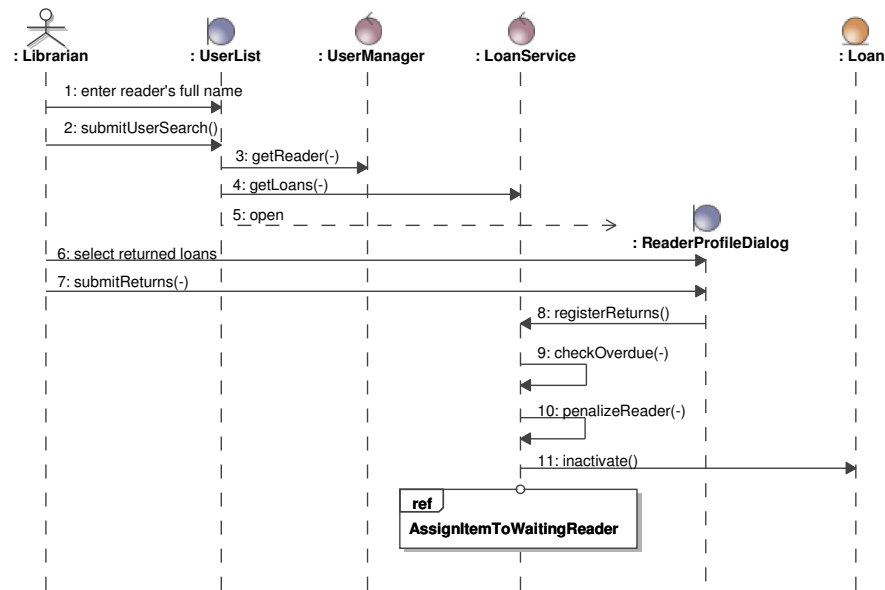 : Librarian
: UserList
: UserManager
: LoanService
: Loan
1: enter reader's full name
2: submitUserSearch()
3: getReader(-)
4: getLoans(-)
5: open
: ReaderProfileDialog
6: select returned loans
7: submitReturns(-)
8: registerReturns()
9: checkOverdue(-)
10: penalizeReader(-)
11: inactivate()
ref
AssignItemToWaitingReader